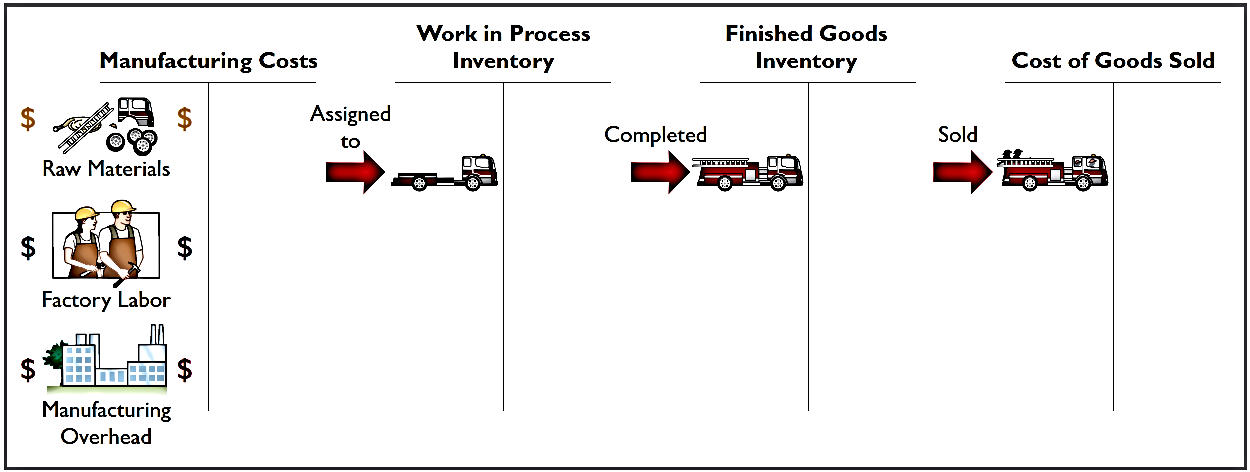 Manufacturing Costs
Work in Process
Inventory
Finished Goods
Inventory
Cost of Goods Sold
$ $
Raw Materials
$ $
Factory Labor
$ $
Manufacturing
Overhead
Assigned
to
Completed
Sold